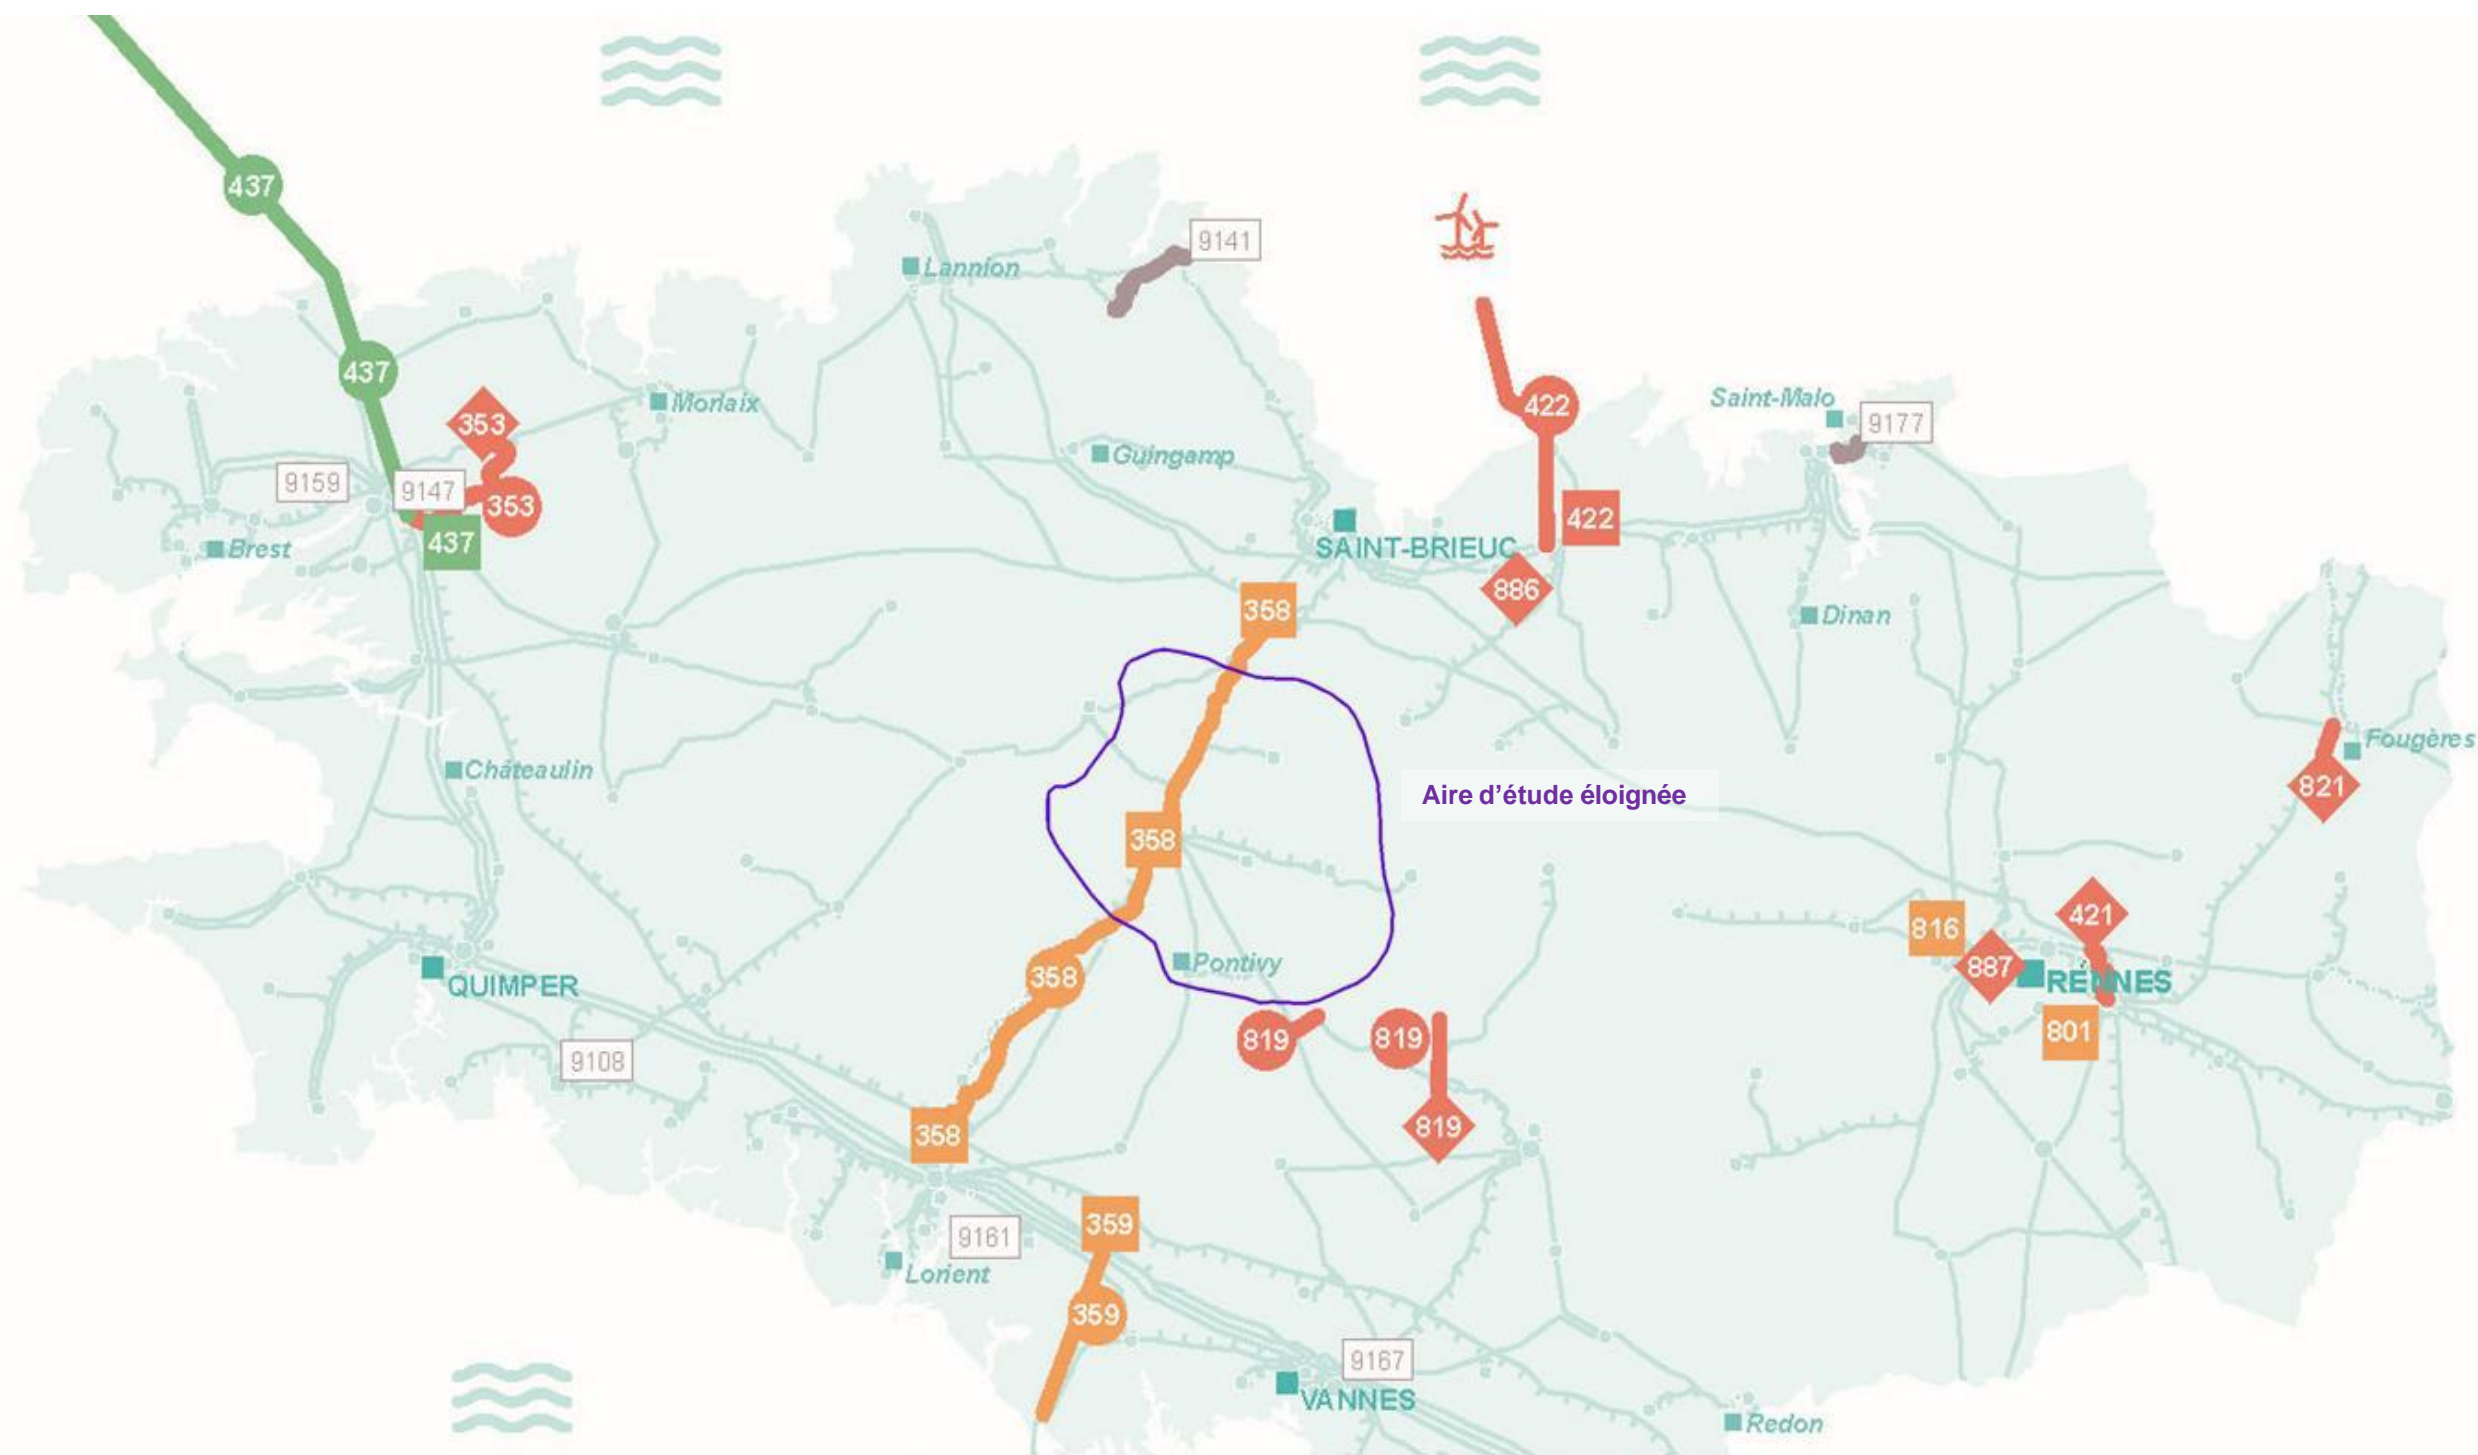 437
9141
Lannion
437
Saint-Malo
422
Morlaix
353
9177
Guingamp
9159
9147
353
422
437
Brest
SAINT-BRIEUC
886
358
Dinan
Fougères
Châteaulin
821
Aire d'étude éloignée
358
421
816
887
RENNES
Pontivy
358
QUIMPER
801
819
819
9108
819
358
359
9161
Lorient
359
9167
VANNES
Redon